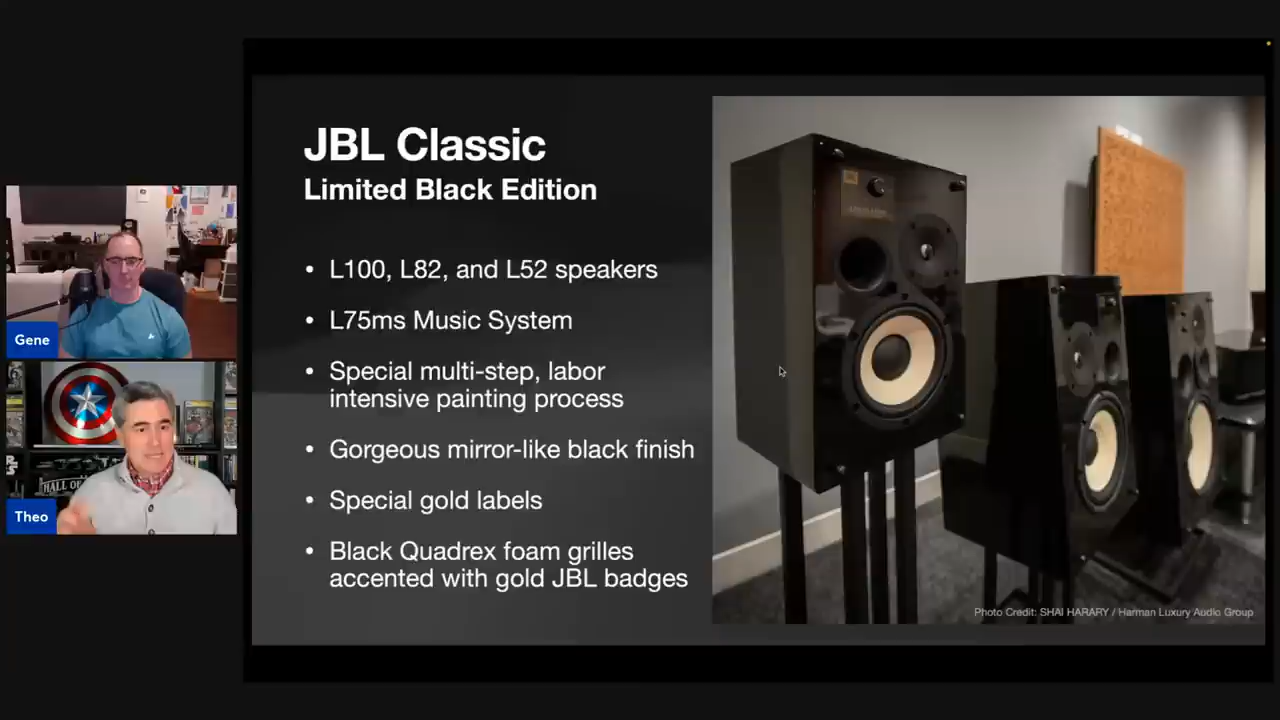 JBL Classic
Limited Black Edition
• L100, L82, and L52 speakers
• L75ms Music System
• Special multi-step, labor
intensive painting process
• Gorgeous mirror-like black finish
• Special gold labels
• Black Quadrex foam grilles
accented with gold JBL badges
Photo Credit: SHAI HARARY / Harman Luxury Audio Group
Gene
HALL OF
Theo